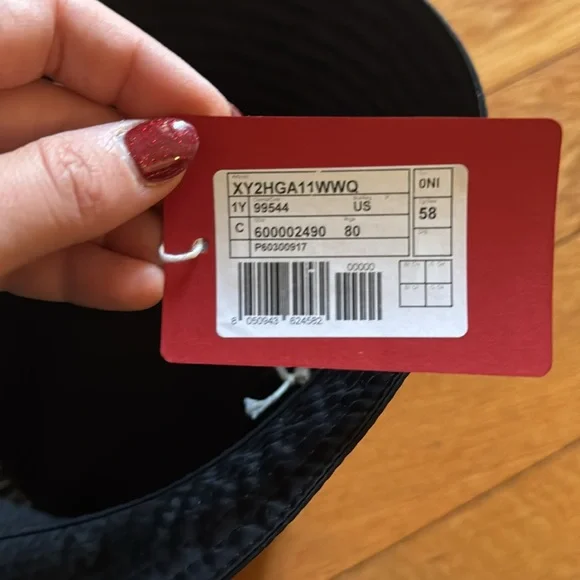 XY2HGA11WWQ
0NI
1Y 99544 US
58
C 600002490 80
P60300917
00000
8 050943 624582